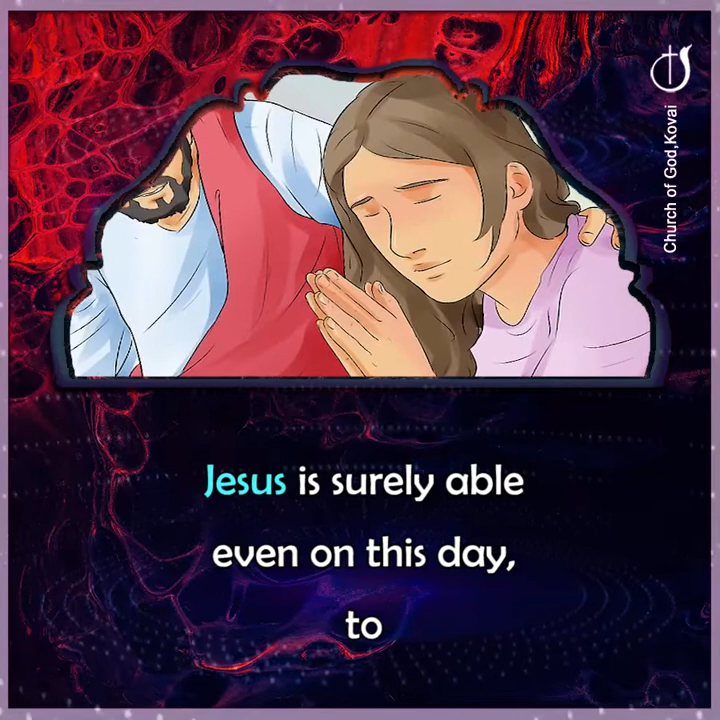 Church of God,Kovai
Jesus is surely able
even on this day,
to